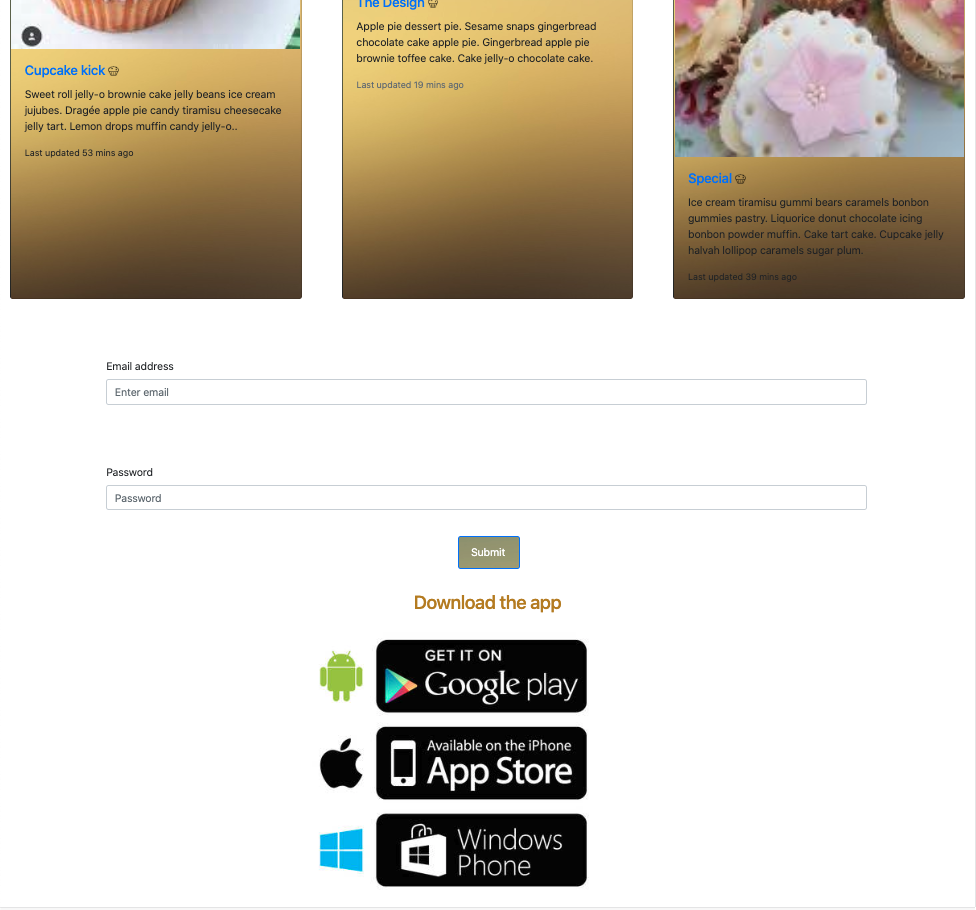 Cupcake kick
Sweet roll jelly-o brownie cake jelly beans ice cream
jujubes. Dragée apple pie candy tiramisu cheesecake
jelly tart. Lemon drops muffin candy jelly-o..
Last updated 53 mins ago
The Design
Apple pie dessert pie. Sesame snaps gingerbread
chocolate cake apple pie. Gingerbread apple pie
brownie toffee cake. Cake jelly-o chocolate cake.
Last updated 19 mins ago
Special
Ice cream tiramisu gummi bears caramels bonbon
gummies pastry. Liquorice donut chocolate icing
bonbon powder muffin. Cake tart cake. Cupcake jelly
halvah lollipop caramels sugar plum.
Last updated 39 mins ago
Email address
Enter email
Password
Password
Submit
Download the app
GET IT ON
Google play
Available on the iPhone
App Store
Windows
Phone